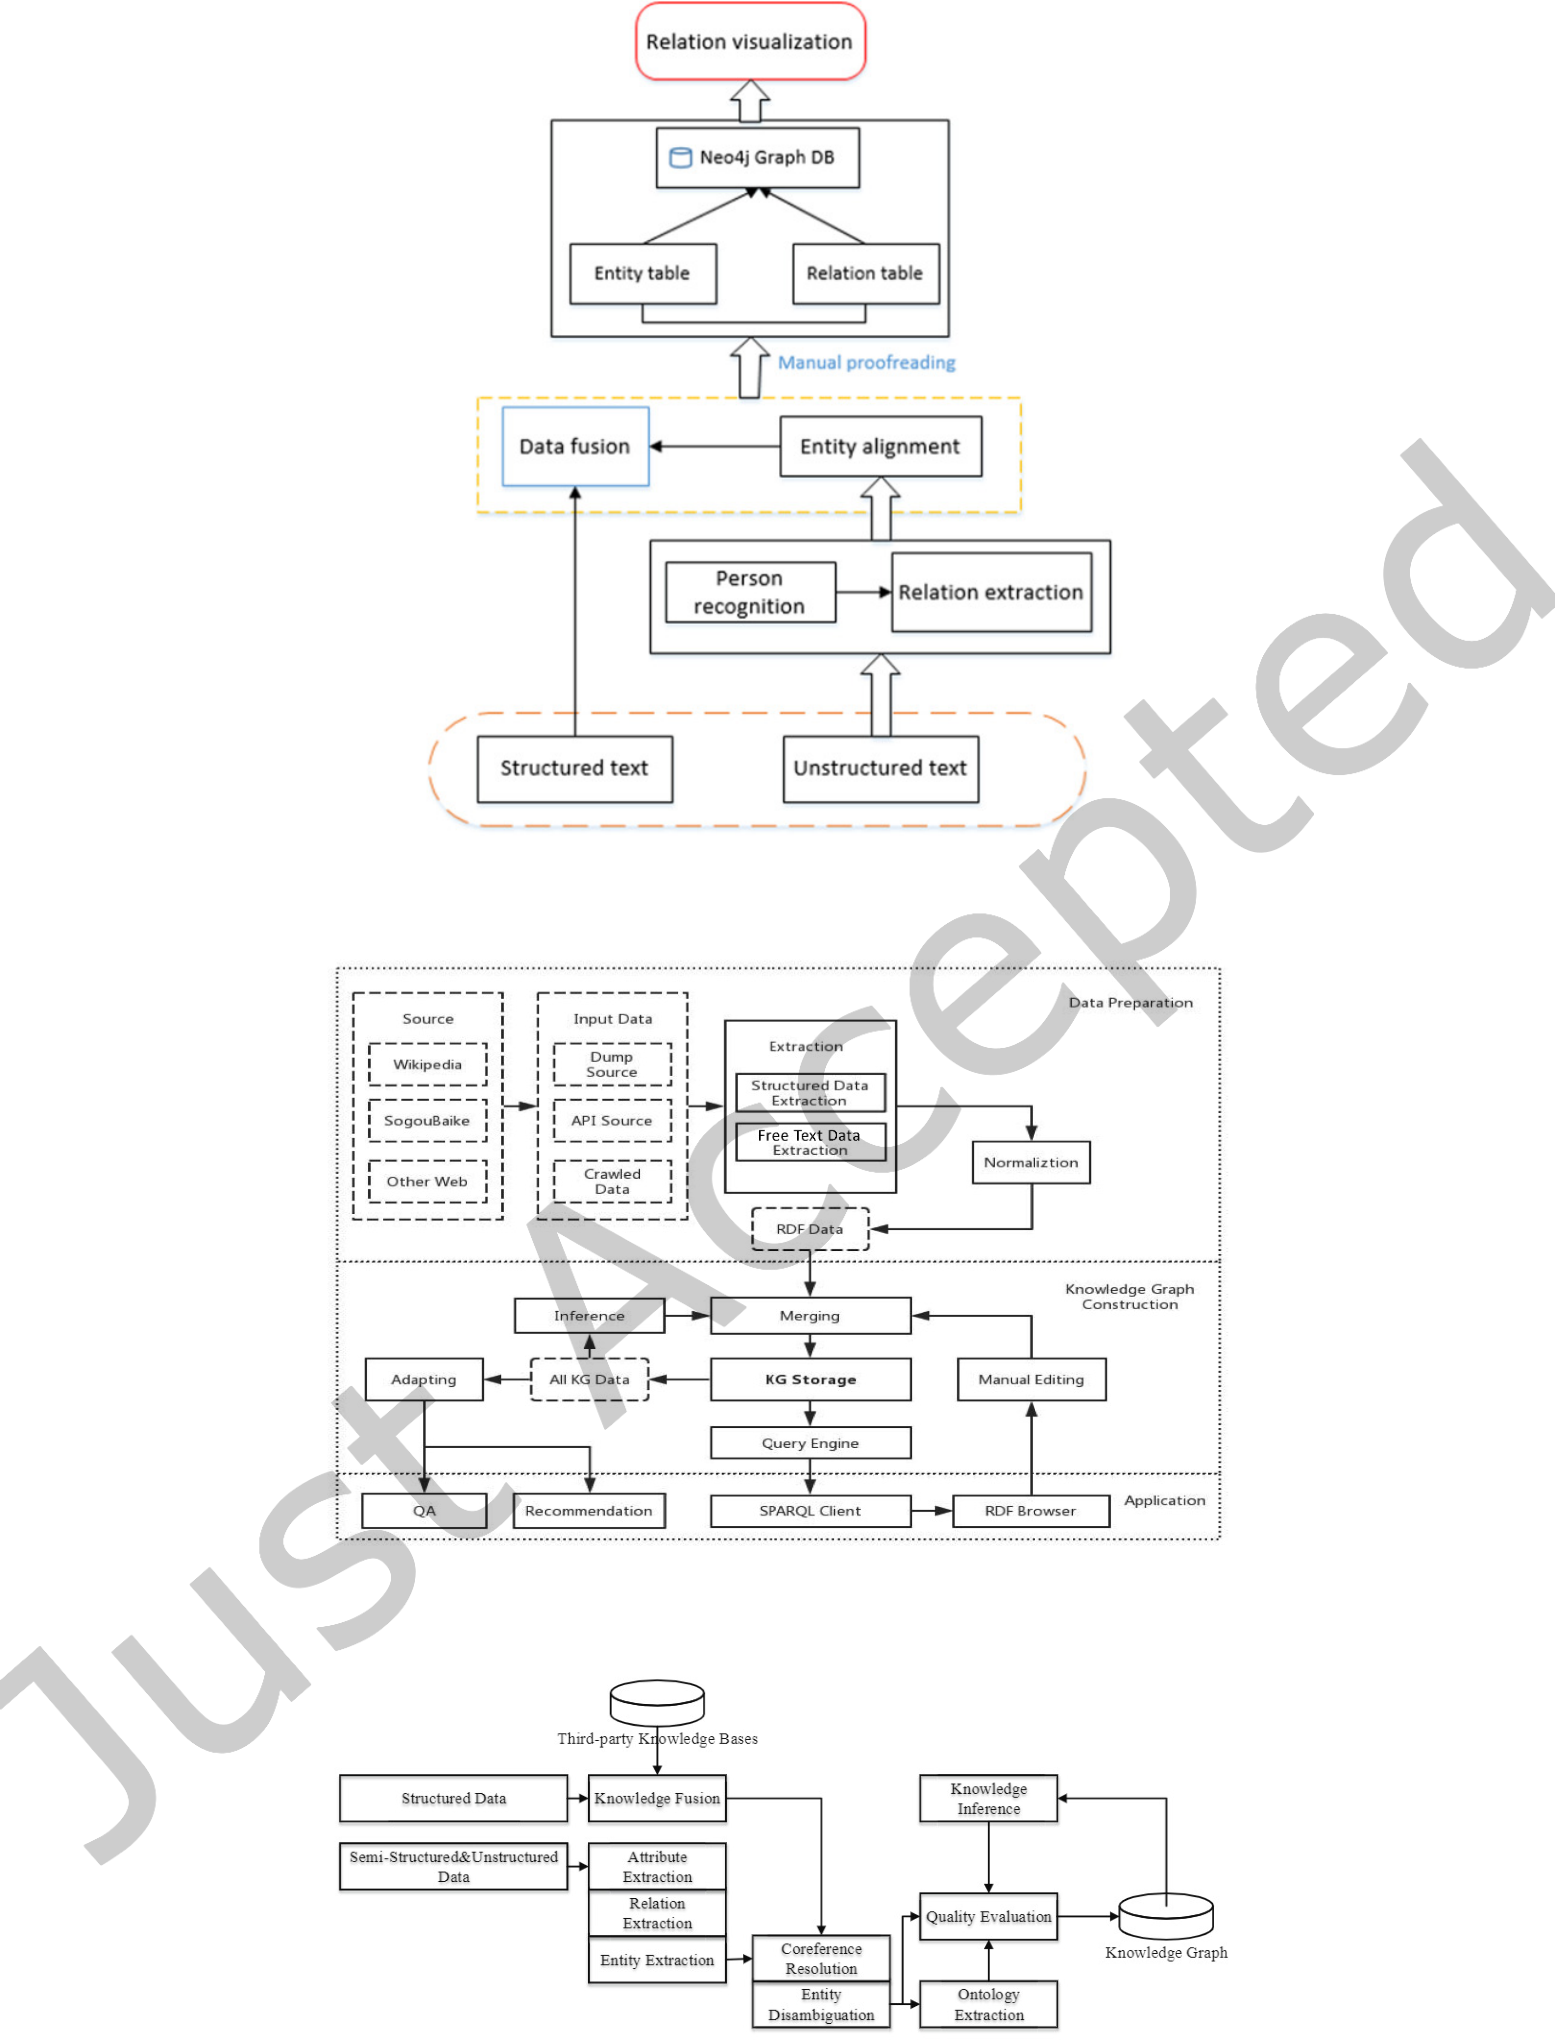 Relation visualization
Neo4j Graph DB
Entity table
Relation table
Manual proofreading
Data fusion
Entity alignment
Person
recognition
Relation extraction
Structured text
Unstructured text
Data Preparation
Source
Wikipedia
SogouBaike
Other Web
Input Data
Dump
Source
API Source
Crawled
Data
Extraction
Structured Data
Extraction
Free Text Data
Extraction
Normaliztion
RDF Data
Knowledge Graph
Construction
Inference
Merging
Adapting
All KG Data
KG Storage
Manual Editing
Query Engine
Application
QA
Recommendation
SPARQL Client
RDF Browser
Third-party Knowledge Bases
Structured Data
Knowledge Fusion
Knowledge
Inference
Semi-Structured&Unstructured
Data
Attribute
Extraction
Relation
Extraction
Entity Extraction
Coreference
Resolution
Entity
Disambiguation
Quality Evaluation
Knowledge Graph
Ontology
Extraction
Just Accepted